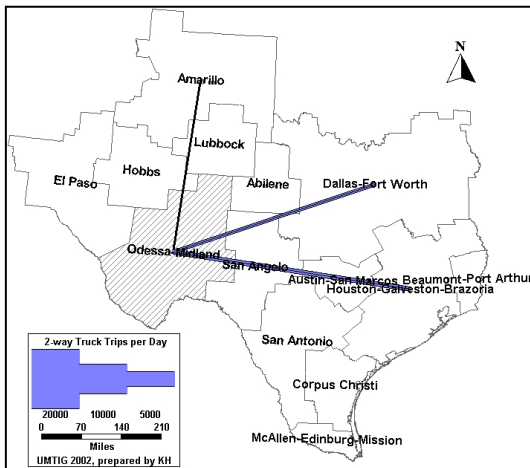 N
Amarillo
Lubbock
Hobbs
El Paso
Abilene
Dallas-Fort Worth
Odessa-Midland
San Angelo
Austin-San Marcos
Beaumont-Port Arthur
Houston-Galveston-Brazoria
San Antonio
Corpus Christi
McAllen-Edinburg-Mission
2-way Truck Trips per Day
20000 10000 5000
0 70 140 210
Miles
UMTIG 2002, prepared by KH